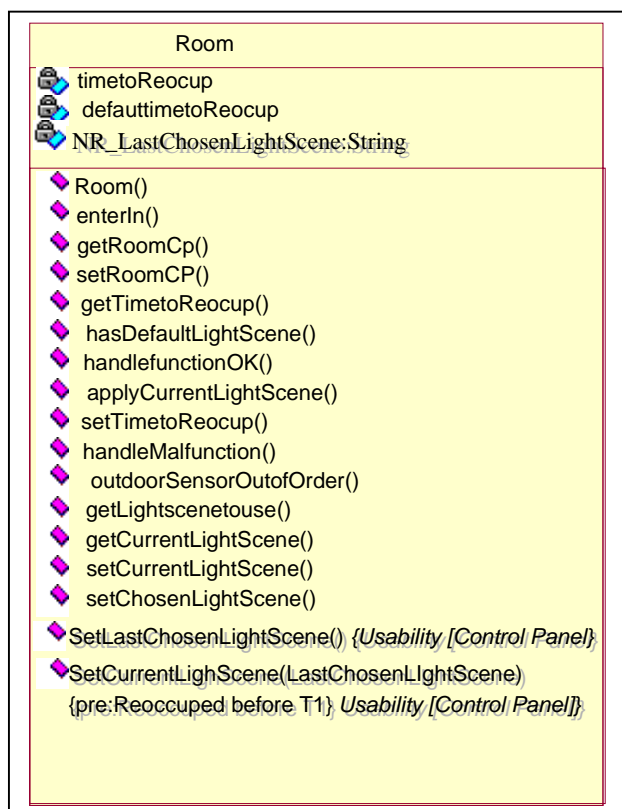 Room
timetoReocup
defauttimetoReocup
NR_LastChosenLightScene:String
Room()
enterIn()
getRoomCp()
setRoomCP()
getTimetoReocup()
hasDefaultLightScene()
handlefunctionOK()
applyCurrentLightScene()
setTimetoReocup()
handleMalfunction()
outdoorSensorOutofOrder()
getLightscenetouse()
getCurrentLightScene()
setCurrentLightScene()
setChosenLightScene()
SetLastChosenLightScene() {Usability [Control Panel}
SetCurrentLighScene(LastChosenLIghtScene)
{pre:Reoccuped before T1} Usability [Control Panel]}